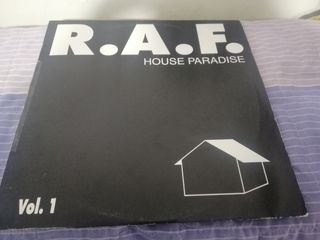 R.A.F.
HOUSE PARADISE
Vol. 1